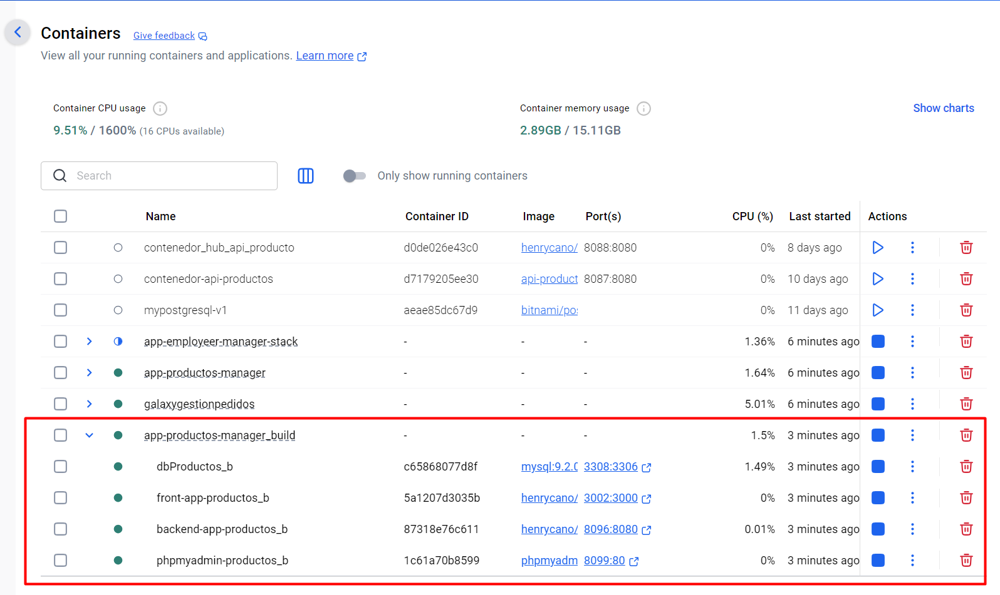 Containers Give feedback
View all your running containers and applications. Learn more
Container CPU usage Container memory usage Show charts
9.51% / 1600% (16 CPUs available) 2.89GB / 15.11GB
Search Only show running containers
Name Container ID Image Port(s) CPU (%) Last started Actions
contenedor_hub_api_producto d0de026e43c0 henrycano/ 8088:8080 0% 8 days ago
contenedor-api-productos d7179205ee30 api-product 8087:8080 0% 10 days ago
mypostgresql-v1 aeae85dc67d9 bitnami/pos 0% 11 days ago
app-employeer-manager-stack - - - 1.36% 6 minutes ago
app-productos-manager - - - 1.64% 6 minutes ago
galaxygestionpedidos - - - 5.01% 6 minutes ago
app-productos-manager_build - - - 1.5% 3 minutes ago
dbProductos_b c65868077d8f mysql:9.2.0 3308:3306 1.49% 3 minutes ago
front-app-productos_b 5a1207d3035b henrycano/ 3002:3000 0% 3 minutes ago
backend-app-productos_b 87318e76c611 henrycano/ 8096:8080 0.01% 3 minutes ago
phpmyadmin-productos_b 1c61a70b8599 phpmyadm 8099:80 0% 3 minutes ago